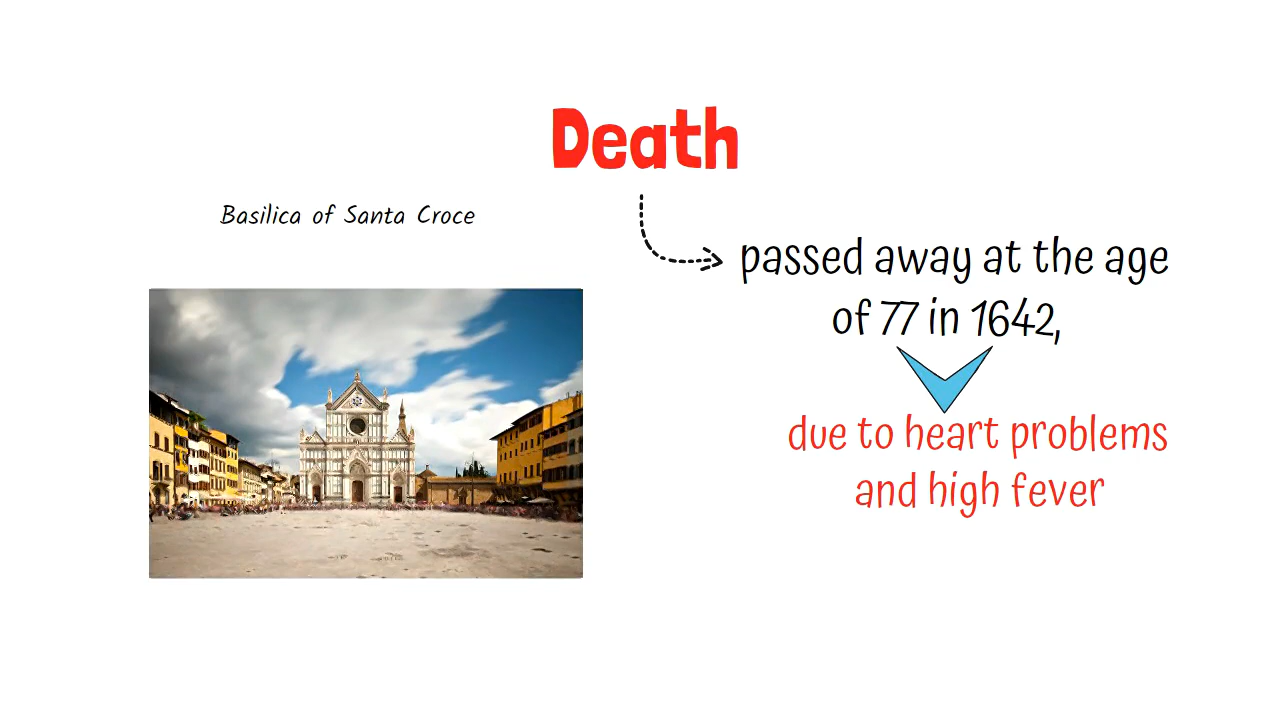 Death
Basilica of Santa Croce
passed away at the age
of 77 in 1642,
due to heart problems
and high fever